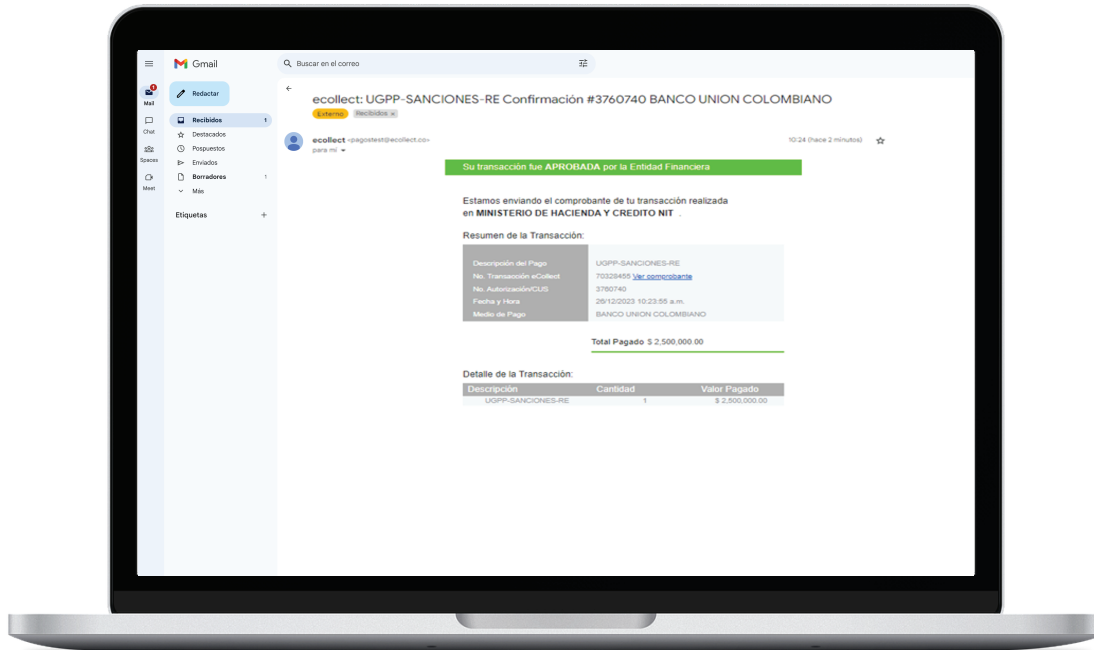 Gmail
Buscar en el correo
1
Mail
Chat
Spaces
Meet
Redactar
Recibidos 1
Destacados
Pospuestos
Enviados
Borradores 1
Más
Etiquetas +
ecollect: UGPP-SANCIONES-RE Confirmación #3760740 BANCO UNION COLOMBIANO
Externo Recibidos x
ecollect <pagostest@ecollect.co> 10:24 (hace 2 minutos)
para mí
Su transacción fue APROBADA por la Entidad Financiera
Estamos enviando el comprobante de tu transacción realizada
en MINISTERIO DE HACIENDA Y CREDITO NIT .
Resumen de la Transacción:
Descripción del Pago UGPP-SANCIONES-RE
No. Transacción eCollect 70328455 Ver comprobante
No. Autorización/CUS 3760740
Fecha y Hora 26/12/2023 10:23:55 a.m.
Medio de Pago BANCO UNION COLOMBIANO
Total Pagado $ 2,500,000.00
Detalle de la Transacción:
Descripción Cantidad Valor Pagado
UGPP-SANCIONES-RE 1 $ 2,500,000.00